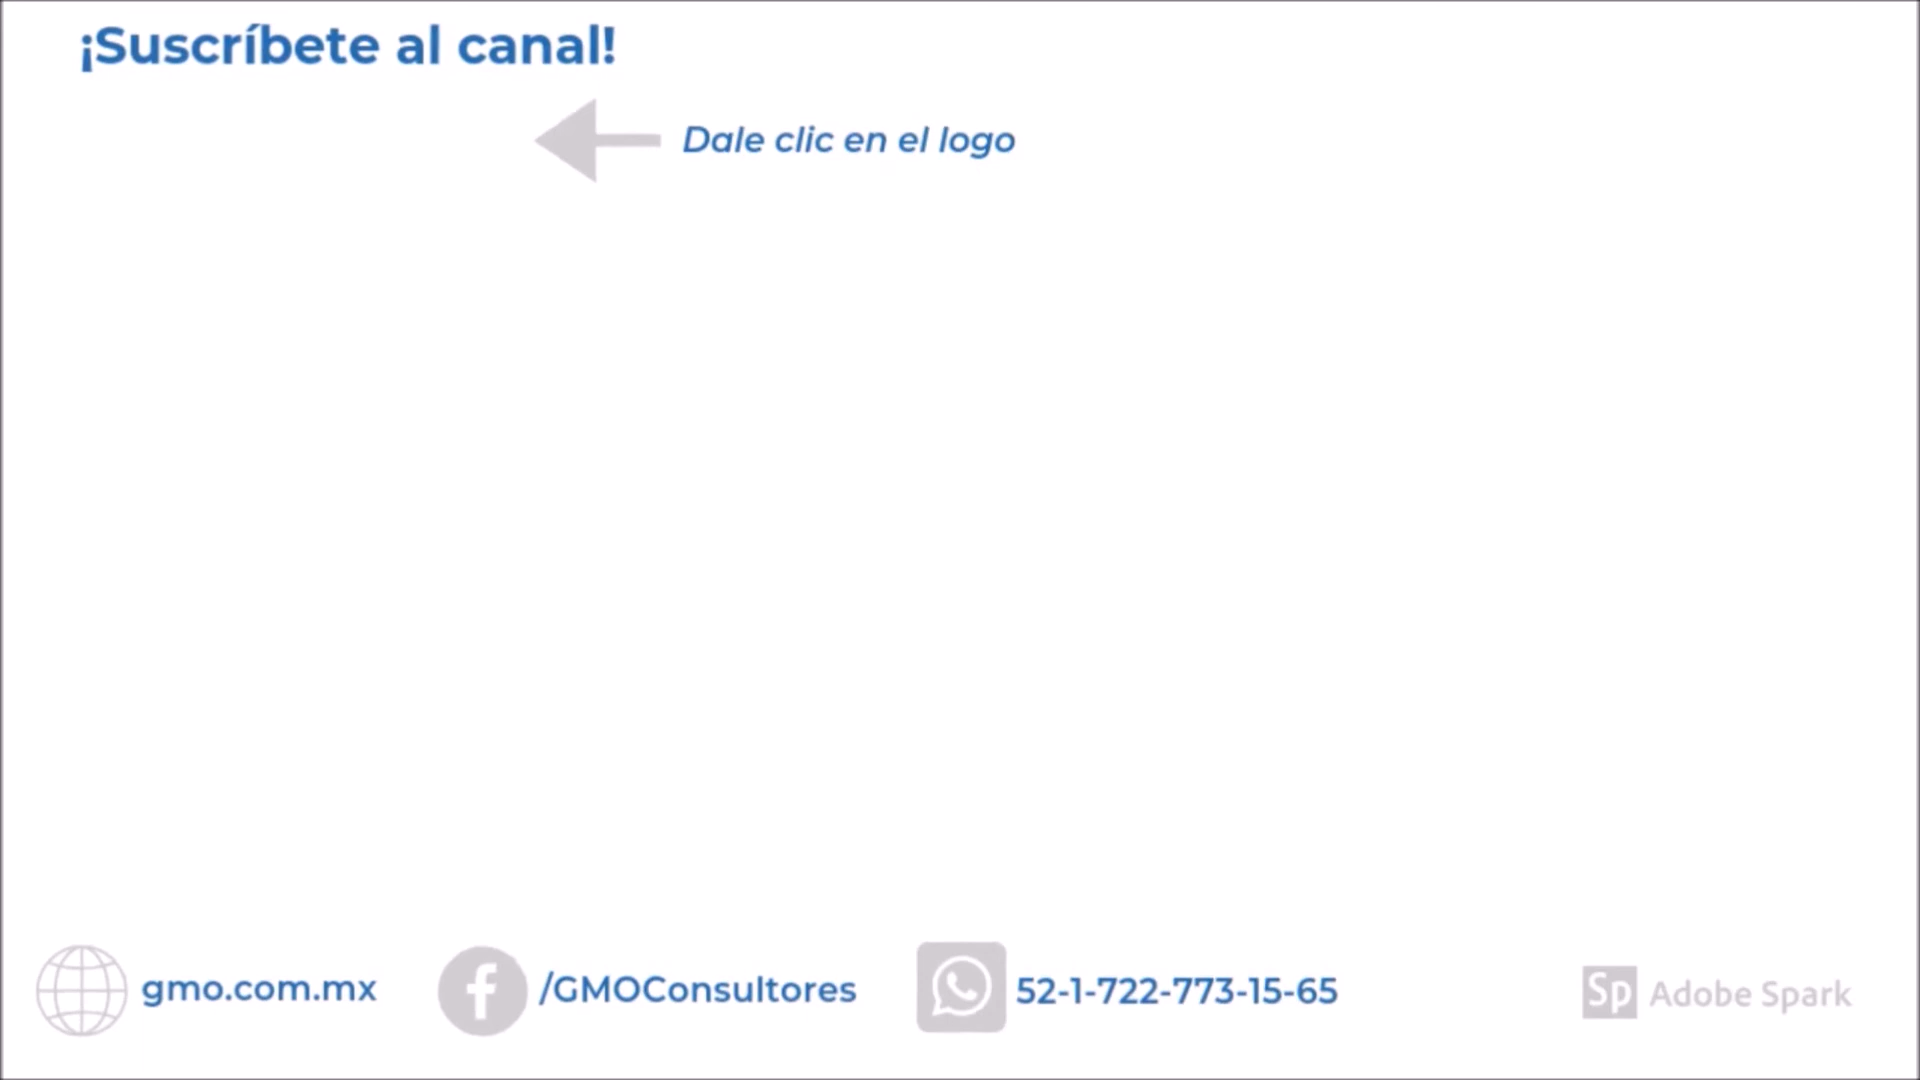 ¡Suscríbete al canal!
Dale clic en el logo
gmo.com.mx
/GMOConsultores
52-1-722-773-15-65
Sp Adobe Spark